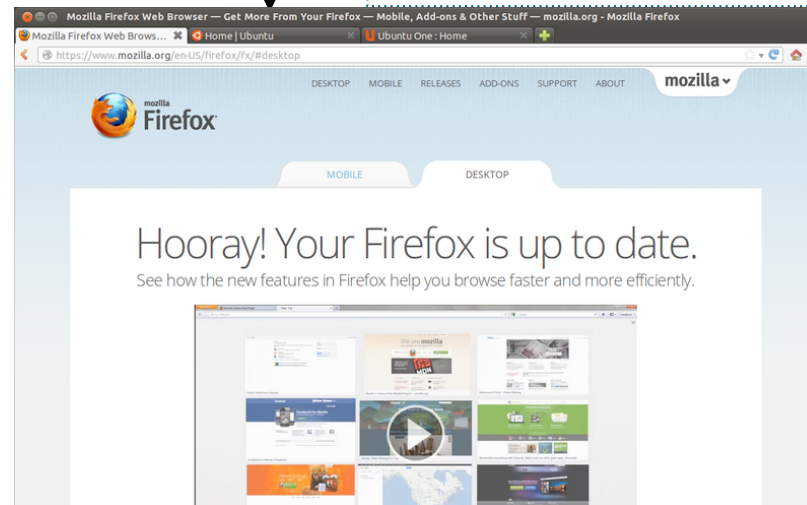 Mozilla Firefox Web Browser — Get More From Your Firefox — Mobile, Add-ons & Other Stuff — mozilla.org - Mozilla Firefox
Mozilla Firefox Web Brows... Home | Ubuntu Ubuntu One : Home
https://www.mozilla.org/en-US/firefox/fx/#desktop
DESKTOP MOBILE RELEASES ADD-ONS SUPPORT ABOUT mozilla
mozilla
Firefox
MOBILE DESKTOP
Hooray! Your Firefox is up to date.
See how the new features in Firefox help you browse faster and more efficiently.
We are mozilla